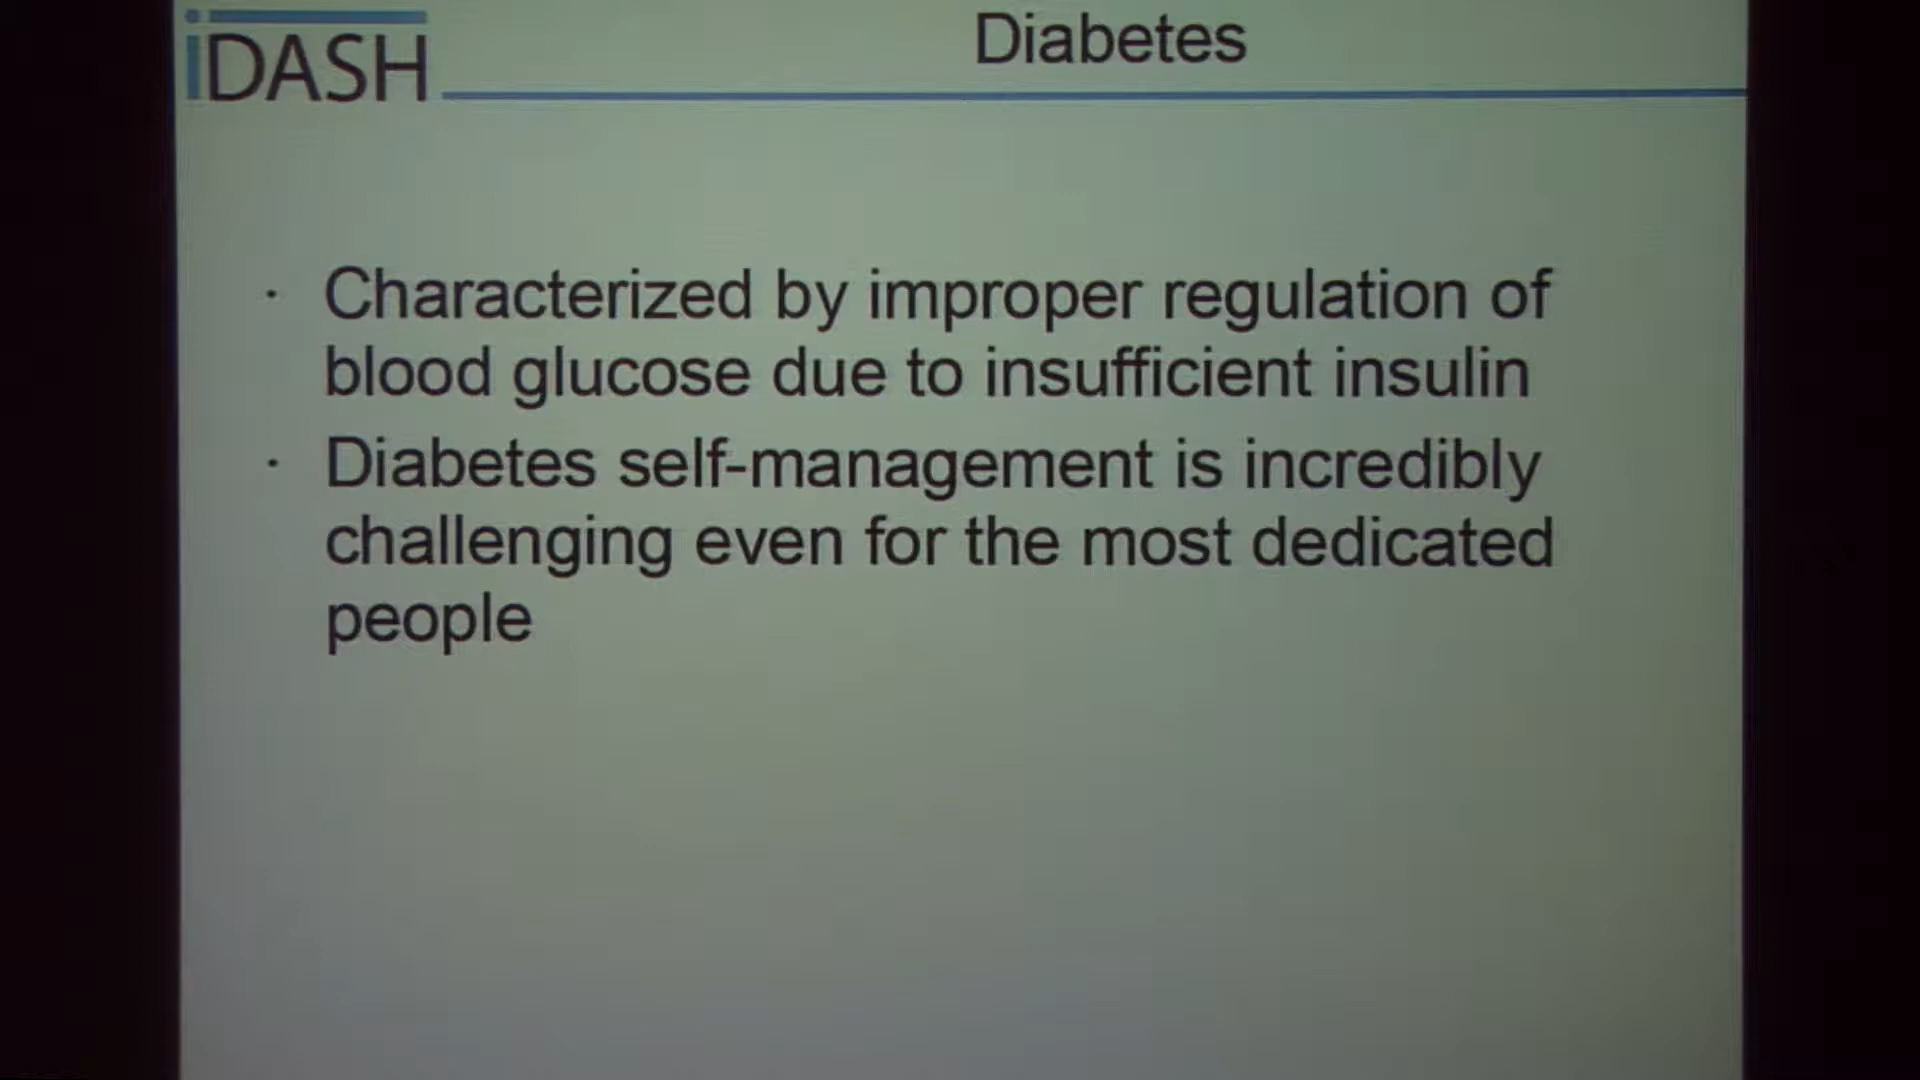 iDASH
Diabetes
· Characterized by improper regulation of
blood glucose due to insufficient insulin
· Diabetes self-management is incredibly
challenging even for the most dedicated
people